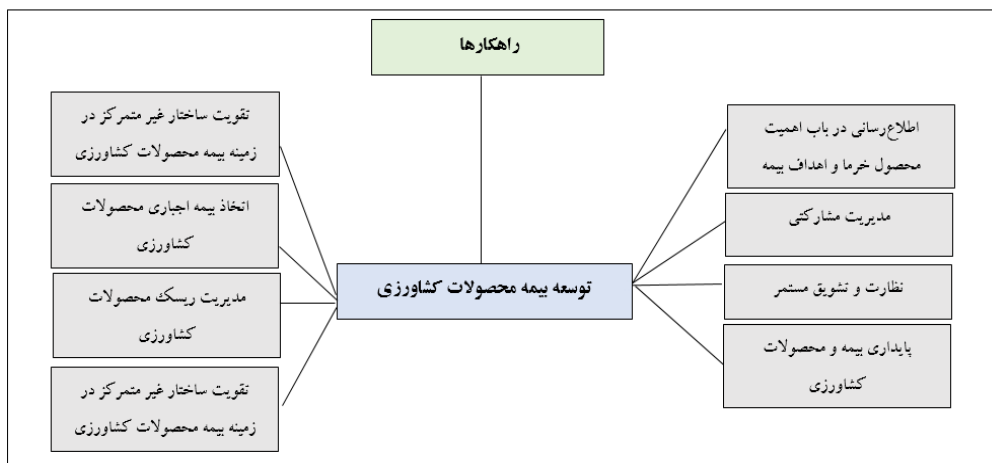 راهکارها
اطلاع‌رسانی در باب اهمیت
محصول خرما و اهداف بیمه
مدیریت مشارکتی
نظارت و تشویق مستمر
پایداری بیمه و محصولات
کشاورزی
توسعه بیمه محصولات کشاورزی
تقویت ساختار غیر متمرکز در
زمینه بیمه محصولات کشاورزی
اتخاذ بیمه اجباری محصولات
کشاورزی
مدیریت ریسک محصولات
کشاورزی
تقویت ساختار غیر متمرکز در
زمینه بیمه محصولات کشاورزی